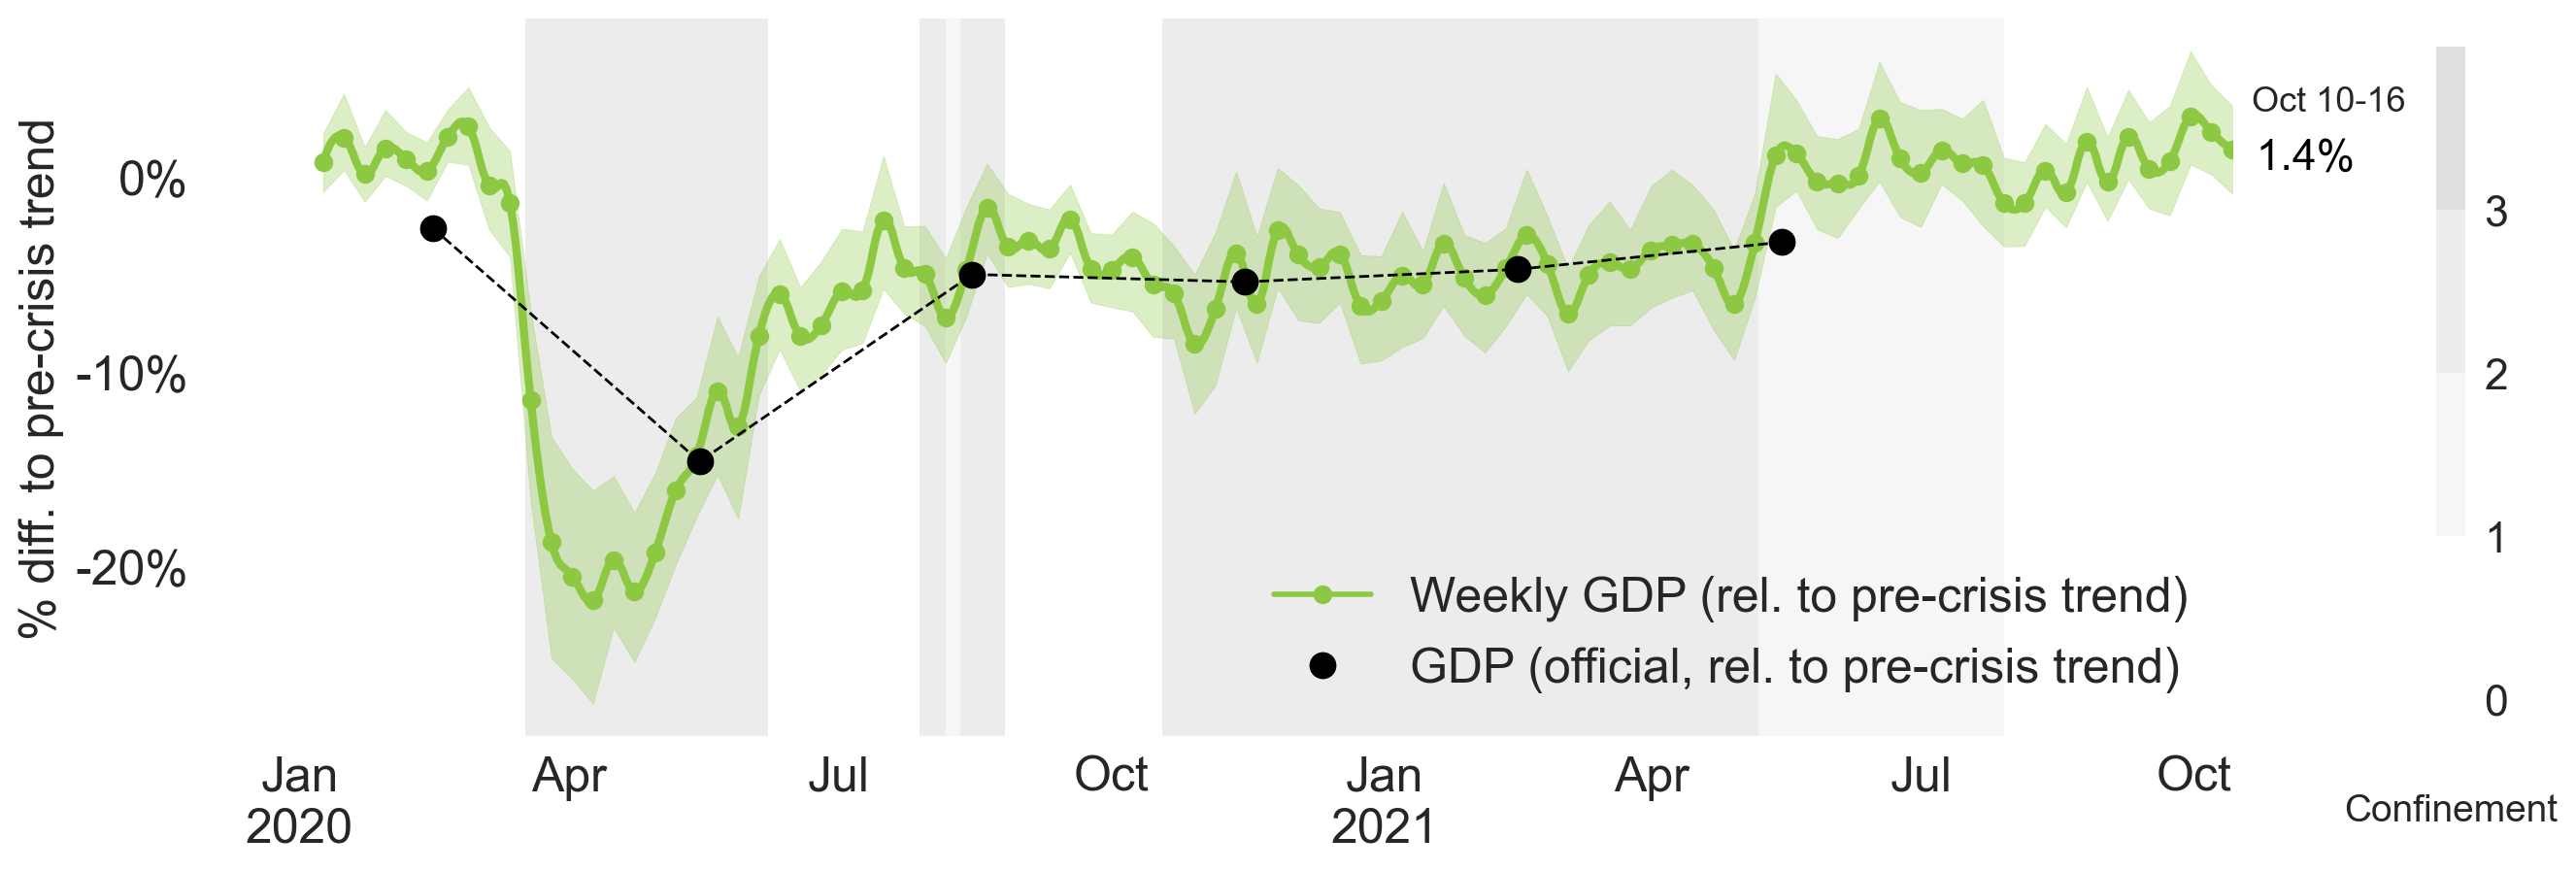 % diff. to pre-crisis trend
0%
-10%
-20%
Oct 10-16
1.4%
3
2
1
0
Weekly GDP (rel. to pre-crisis trend)
GDP (official, rel. to pre-crisis trend)
Jan Apr Jul Oct Jan Apr Jul Oct
2020 2021
Confinement